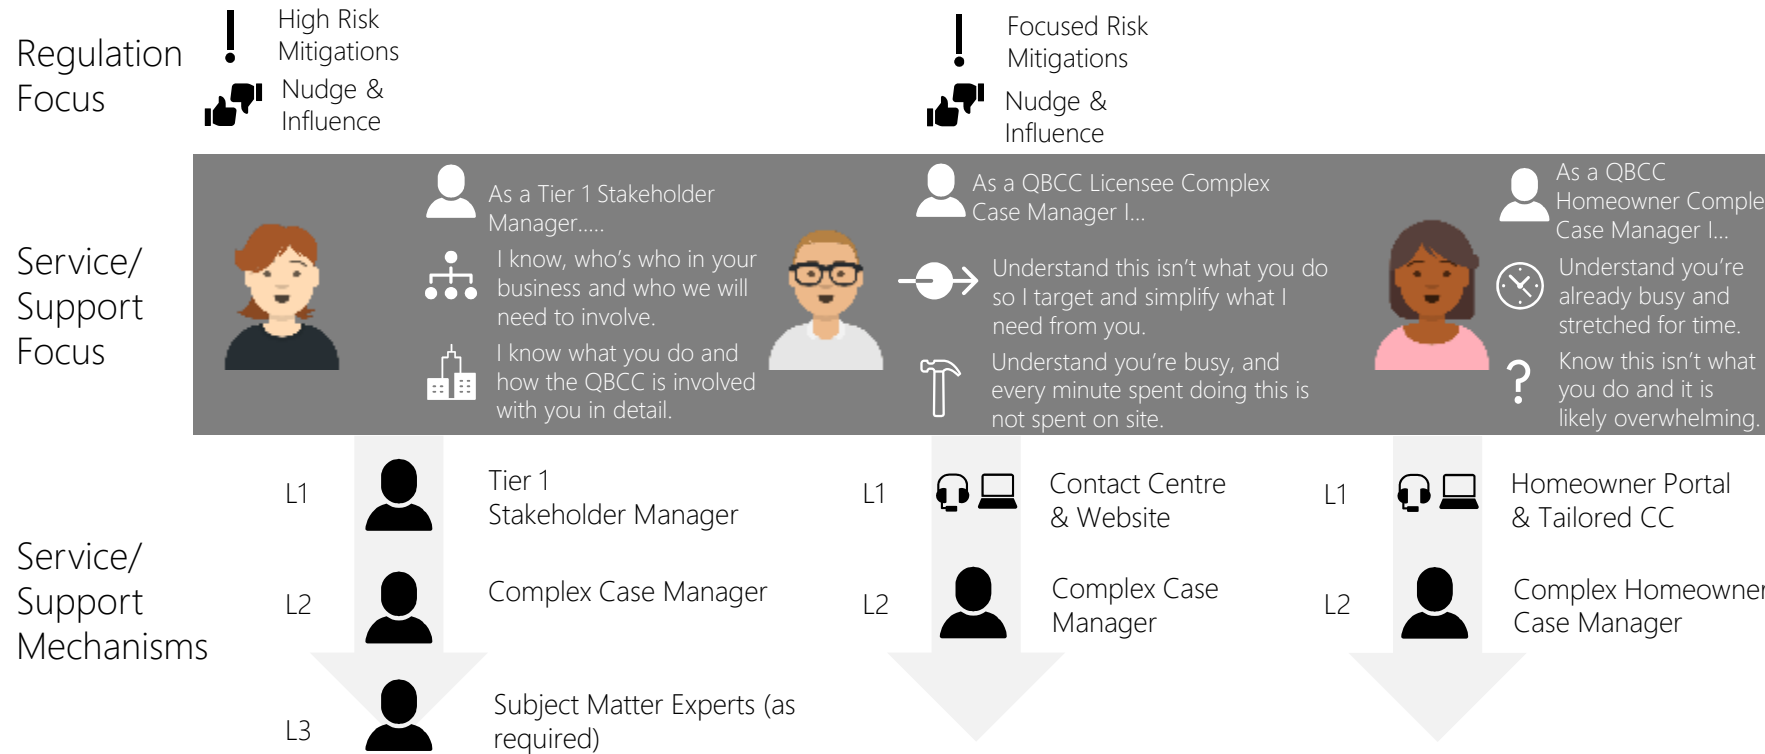 Regulation
Focus
High Risk
Mitigations
Nudge &
Influence
Focused Risk
Mitigations
Nudge &
Influence
Service/
Support
Focus
As a Tier 1 Stakeholder
Manager.....
I know, who's who in your
business and who we will
need to involve.
I know what you do and
how the QBCC is involved
with you in detail.
As a QBCC Licensee Complex
Case Manager I...
Understand this isn't what you do
so I target and simplify what I
need from you.
Understand you're busy, and
every minute spent doing this is
not spent on site.
As a QBCC
Homeowner Comple
Case Manager I...
Understand you're
already busy and
stretched for time.
?
Know this isn't what
you do and it is
likely overwhelming.
Service/
Support
Mechanisms
L1
Tier 1
Stakeholder Manager
L2
Complex Case Manager
L3
Subject Matter Experts (as
required)
L1
Contact Centre
& Website
L2
Complex Case
Manager
L1
Homeowner Portal
& Tailored CC
L2
Complex Homeowner
Case Manager